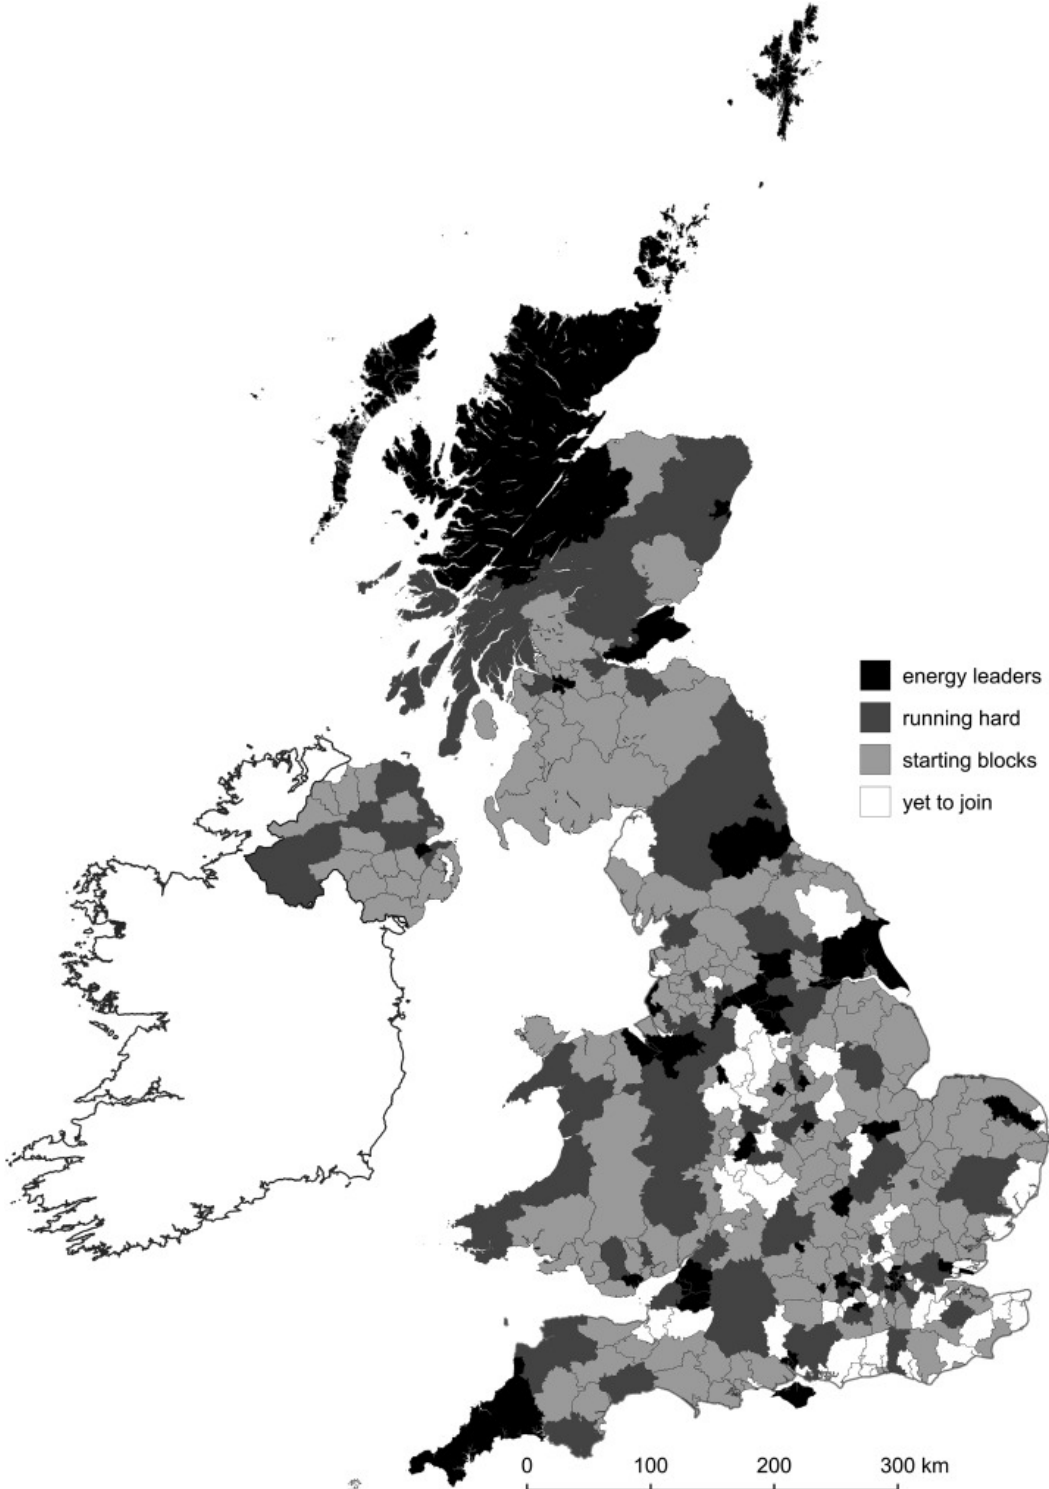 energy leaders
running hard
starting blocks
yet to join
0 100 200 300 km